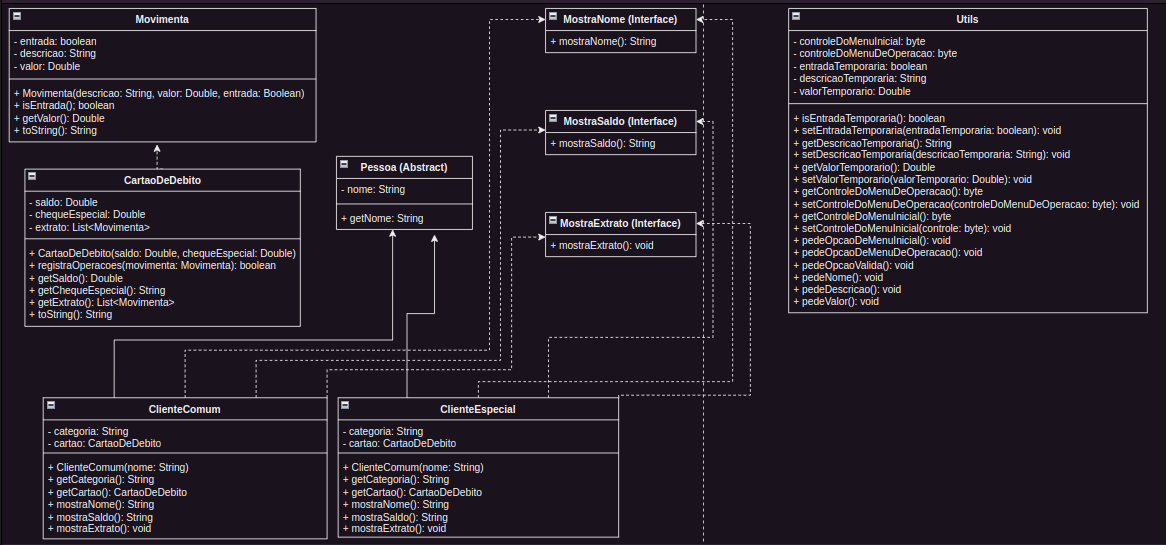 Movimenta
- entrada: boolean
- descricao: String
- valor: Double
+ Movimenta(descricao: String, valor: Double, entrada: Boolean)
+ isEntrada(); boolean
+ getValor(): Double
+ toString(): String
CartaoDeDebito
- saldo: Double
- chequeEspecial: Double
- extrato: List<Movimenta>
+ CartaoDeDebito(saldo: Double, chequeEspecial: Double)
+ registraOperacoes(movimenta: Movimenta): boolean
+ getSaldo(): Double
+ getChequeEspecial(): String
+ getExtrato(): List<Movimenta>
+ toString(): String
Pessoa (Abstract)
- nome: String
+ getNome: String
MostraNome (Interface)
+ mostraNome(): String
MostraSaldo (Interface)
+ mostraSaldo(): String
MostraExtrato (Interface)
+ mostraExtrato(): void
Utils
- controleDoMenuInicial: byte
- controleDoMenuDeOperacao: byte
- entradaTemporaria: boolean
- descricaoTemporaria: String
- valorTemporario: Double
+ isEntradaTemporaria(): boolean
+ setEntradaTemporaria(entradaTemporaria: boolean): void
+ getDescricaoTemporaria(): String
+ setDescricaoTemporaria(descricaoTemporaria: String): void
+ getValorTemporario(): Double
+ setValorTemporario(valorTemporario: Double): void
+ getControleDoMenuDeOperacao(): byte
+ setControleDoMenuDeOperacao(controleDoMenuDeOperacao: byte): void
+ getControleDoMenuInicial(): byte
+ setControleDoMenuInicial(controle: byte): void
+ pedeOpcaoDeMenuInicial(): void
+ pedeOpcaoDeMenuDeOperacao(): void
+ pedeOpcaoValida(): void
+ pedeNome(): void
+ pedeDescricao(): void
+ pedeValor(): void
ClienteComum
- categoria: String
- cartao: CartaoDeDebito
+ ClienteComum(nome: String)
+ getCategoria(): String
+ getCartao(): CartaoDeDebito
+ mostraNome(): String
+ mostraSaldo(): String
+ mostraExtrato(): void
ClienteEspecial
- categoria: String
- cartao: CartaoDeDebito
+ ClienteComum(nome: String)
+ getCategoria(): String
+ getCartao(): CartaoDeDebito
+ mostraNome(): String
+ mostraSaldo(): String
+ mostraExtrato(): void